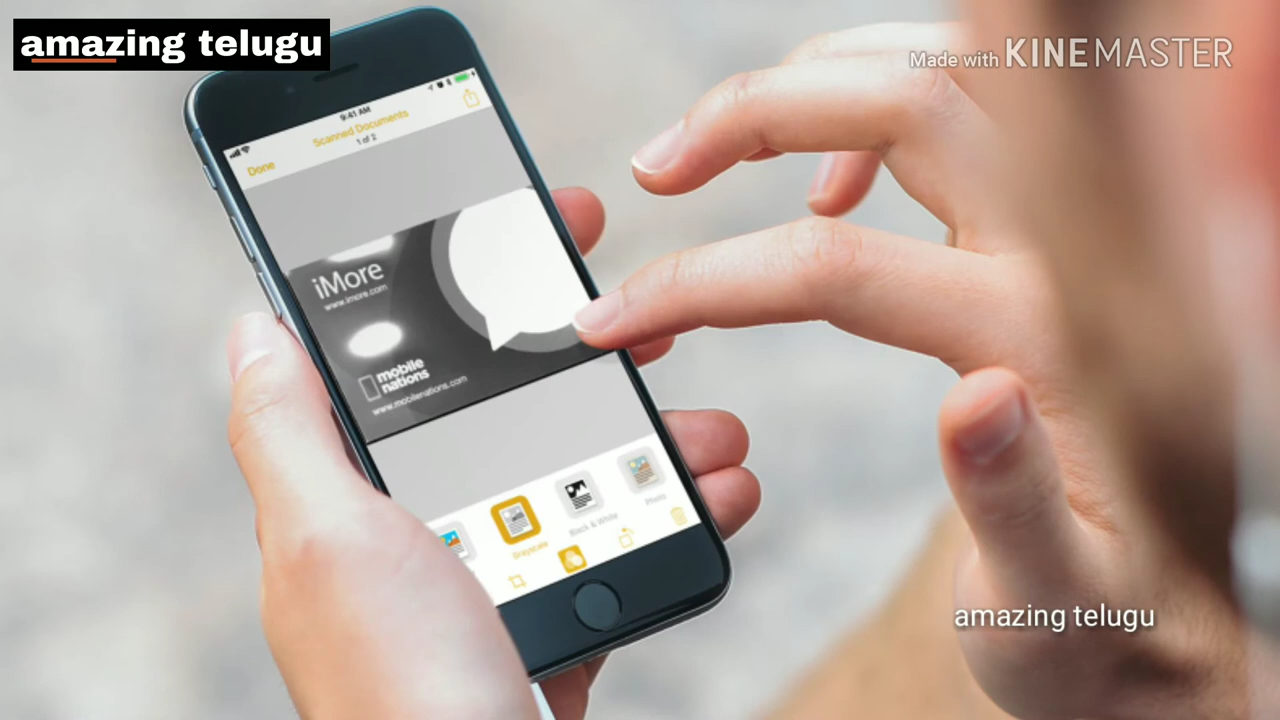 amazing telugu
Made with KINEMASTER
9:41 AM
Scanned Documents
1 of 2
Done
iMore
www.imore.com
mobile
nations
www.mobilenations.com
Grayscale
Black & White
Photo
amazing telugu